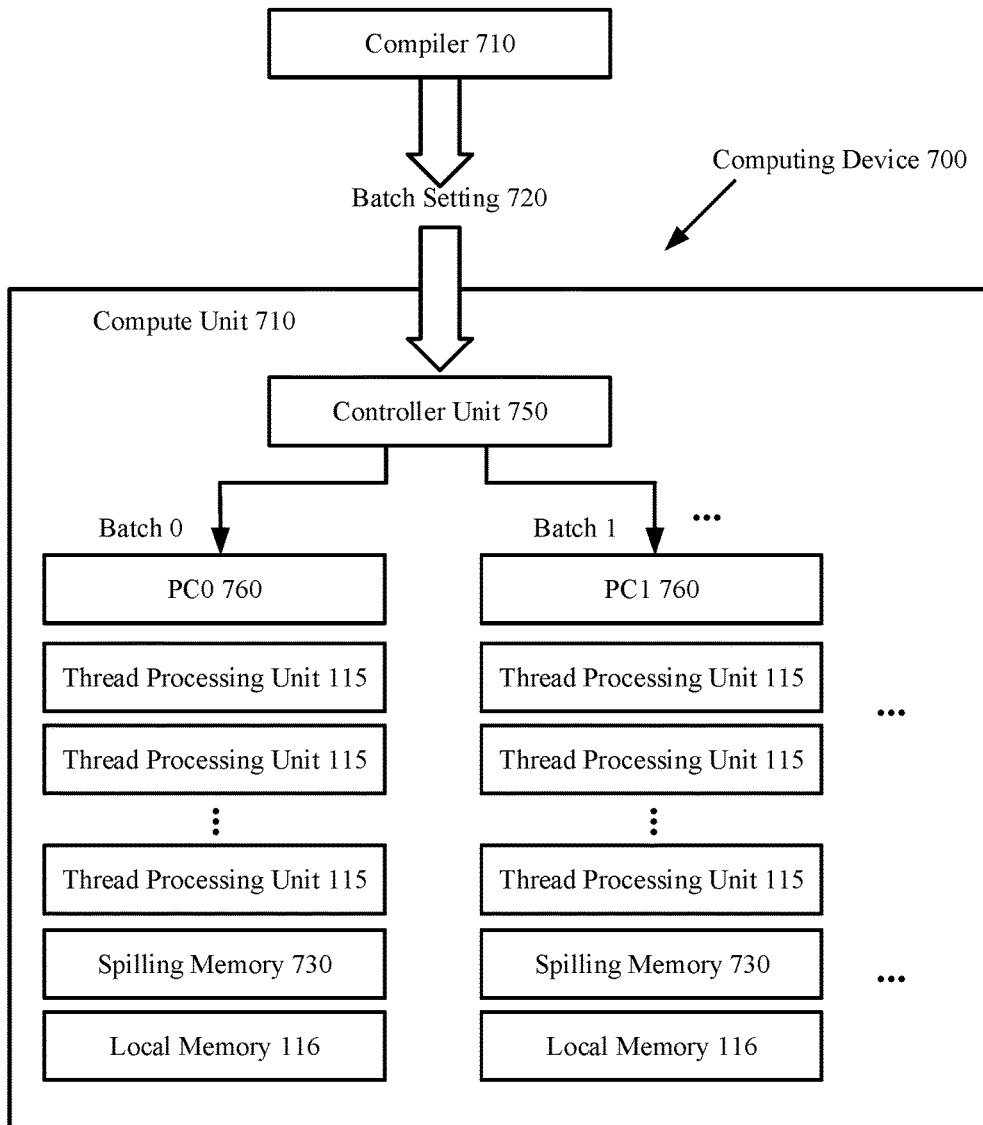 Compiler 710
Computing Device 700
Batch Setting 720
Compute Unit 710
Controller Unit 750
Batch 0
Batch 1
...
PC0 760
PC1 760
Thread Processing Unit 115
Thread Processing Unit 115
...
Thread Processing Unit 115
Thread Processing Unit 115
Thread Processing Unit 115
Thread Processing Unit 115
Spilling Memory 730
Spilling Memory 730
...
Local Memory 116
Local Memory 116